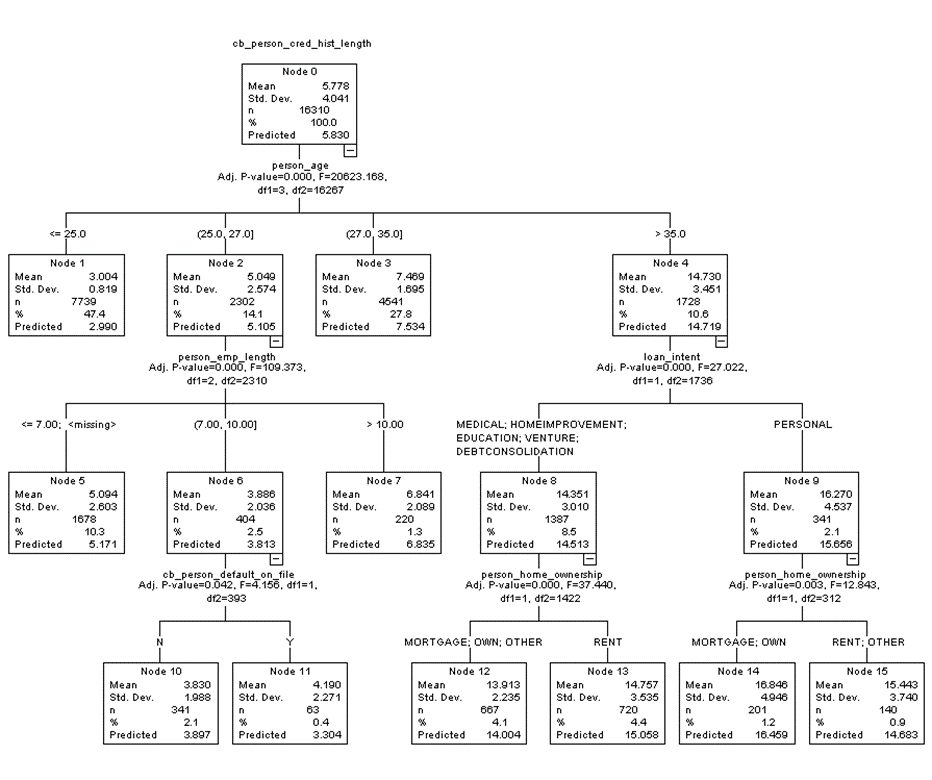 cb_person_cred_hist_length
Node 0
Mean 5.778
Std. Dev. 4.041
n 16310
% 100.0
Predicted 5.830
person_age
Adj. P-value=0.000, F=20623.168,
df1=3, df2=16267
<= 25.0
(25.0, 27.0]
(27.0, 35.0]
> 35.0
Node 1
Mean 3.004
Std. Dev. 0.819
n 7739
% 47.4
Predicted 2.990
Node 2
Mean 5.049
Std. Dev. 2.574
n 2302
% 14.1
Predicted 5.105
Node 3
Mean 7.469
Std. Dev. 1.695
n 4541
% 27.8
Predicted 7.534
Node 4
Mean 14.730
Std. Dev. 3.451
n 1728
% 10.6
Predicted 14.719
person_emp_length
Adj. P-value=0.000, F=109.373,
df1=2, df2=2310
loan_intent
Adj. P-value=0.000, F=27.022,
df1=1, df2=1736
<= 7.00; <missing>
(7.00, 10.00]
> 10.00
MEDICAL; HOMEIMPROVEMENT;
EDUCATION; VENTURE;
DEBTCONSOLIDATION
PERSONAL
Node 5
Mean 5.094
Std. Dev. 2.603
n 1678
% 10.3
Predicted 5.171
Node 6
Mean 3.886
Std. Dev. 2.036
n 404
% 2.5
Predicted 3.813
Node 7
Mean 6.841
Std. Dev. 2.089
n 220
% 1.3
Predicted 6.835
Node 8
Mean 14.351
Std. Dev. 3.010
n 1387
% 8.5
Predicted 14.513
Node 9
Mean 16.270
Std. Dev. 4.537
n 341
% 2.1
Predicted 15.656
cb_person_default_on_file
Adj. P-value=0.042, F=4.156, df1=1,
df2=393
person_home_ownership
Adj. P-value=0.000, F=37.440,
df1=1, df2=1422
person_home_ownership
Adj. P-value=0.003, F=12.843,
df1=1, df2=312
N
Y
MORTGAGE; OWN; OTHER
RENT
MORTGAGE; OWN
RENT; OTHER
Node 10
Mean 3.830
Std. Dev. 1.988
n 341
% 2.1
Predicted 3.897
Node 11
Mean 4.190
Std. Dev. 2.271
n 63
% 0.4
Predicted 3.304
Node 12
Mean 13.913
Std. Dev. 2.235
n 667
% 4.1
Predicted 14.004
Node 13
Mean 14.757
Std. Dev. 3.535
n 720
% 4.4
Predicted 15.058
Node 14
Mean 16.846
Std. Dev. 4.946
n 201
% 1.2
Predicted 16.459
Node 15
Mean 15.443
Std. Dev. 3.740
n 140
% 0.9
Predicted 14.683